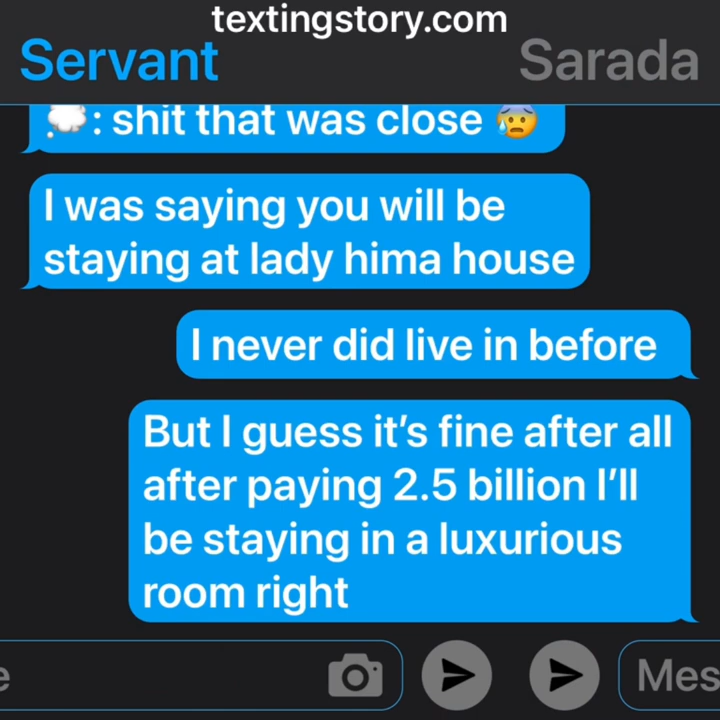 textingstory.com
Servant
Sarada
💭: shit that was close 😰
I was saying you will be
staying at lady hima house
I never did live in before
But I guess it’s fine after all
after paying 2.5 billion I’ll
be staying in a luxurious
room right
e
Mes